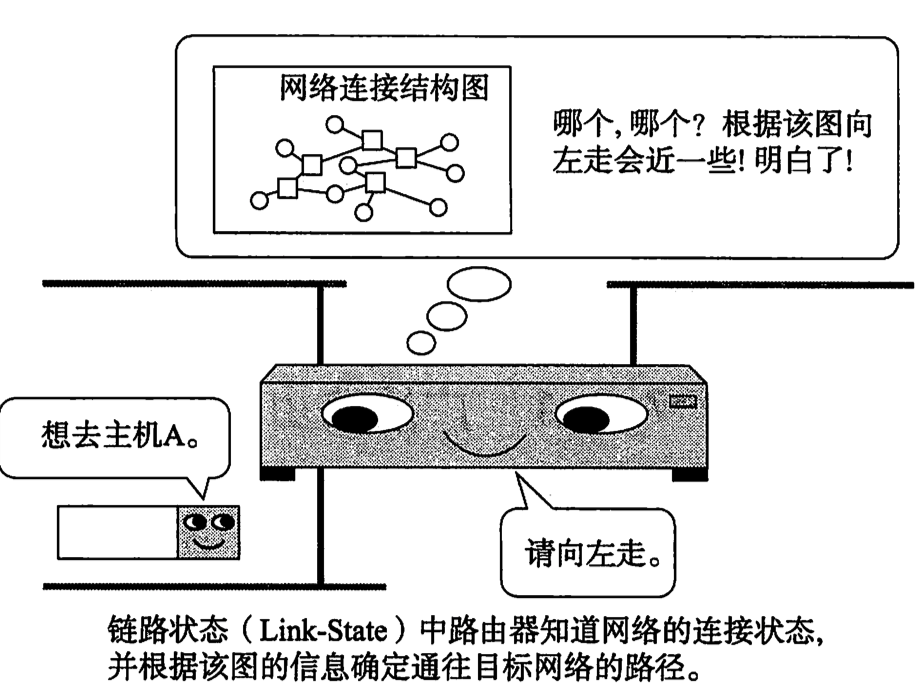 网络连接结构图
哪个, 哪个？根据该图向
左走会近一些! 明白了!
想去主机A。
请向左走。
链路状态（Link-State）中路由器知道网络的连接状态,
并根据该图的信息确定通往目标网络的路径。